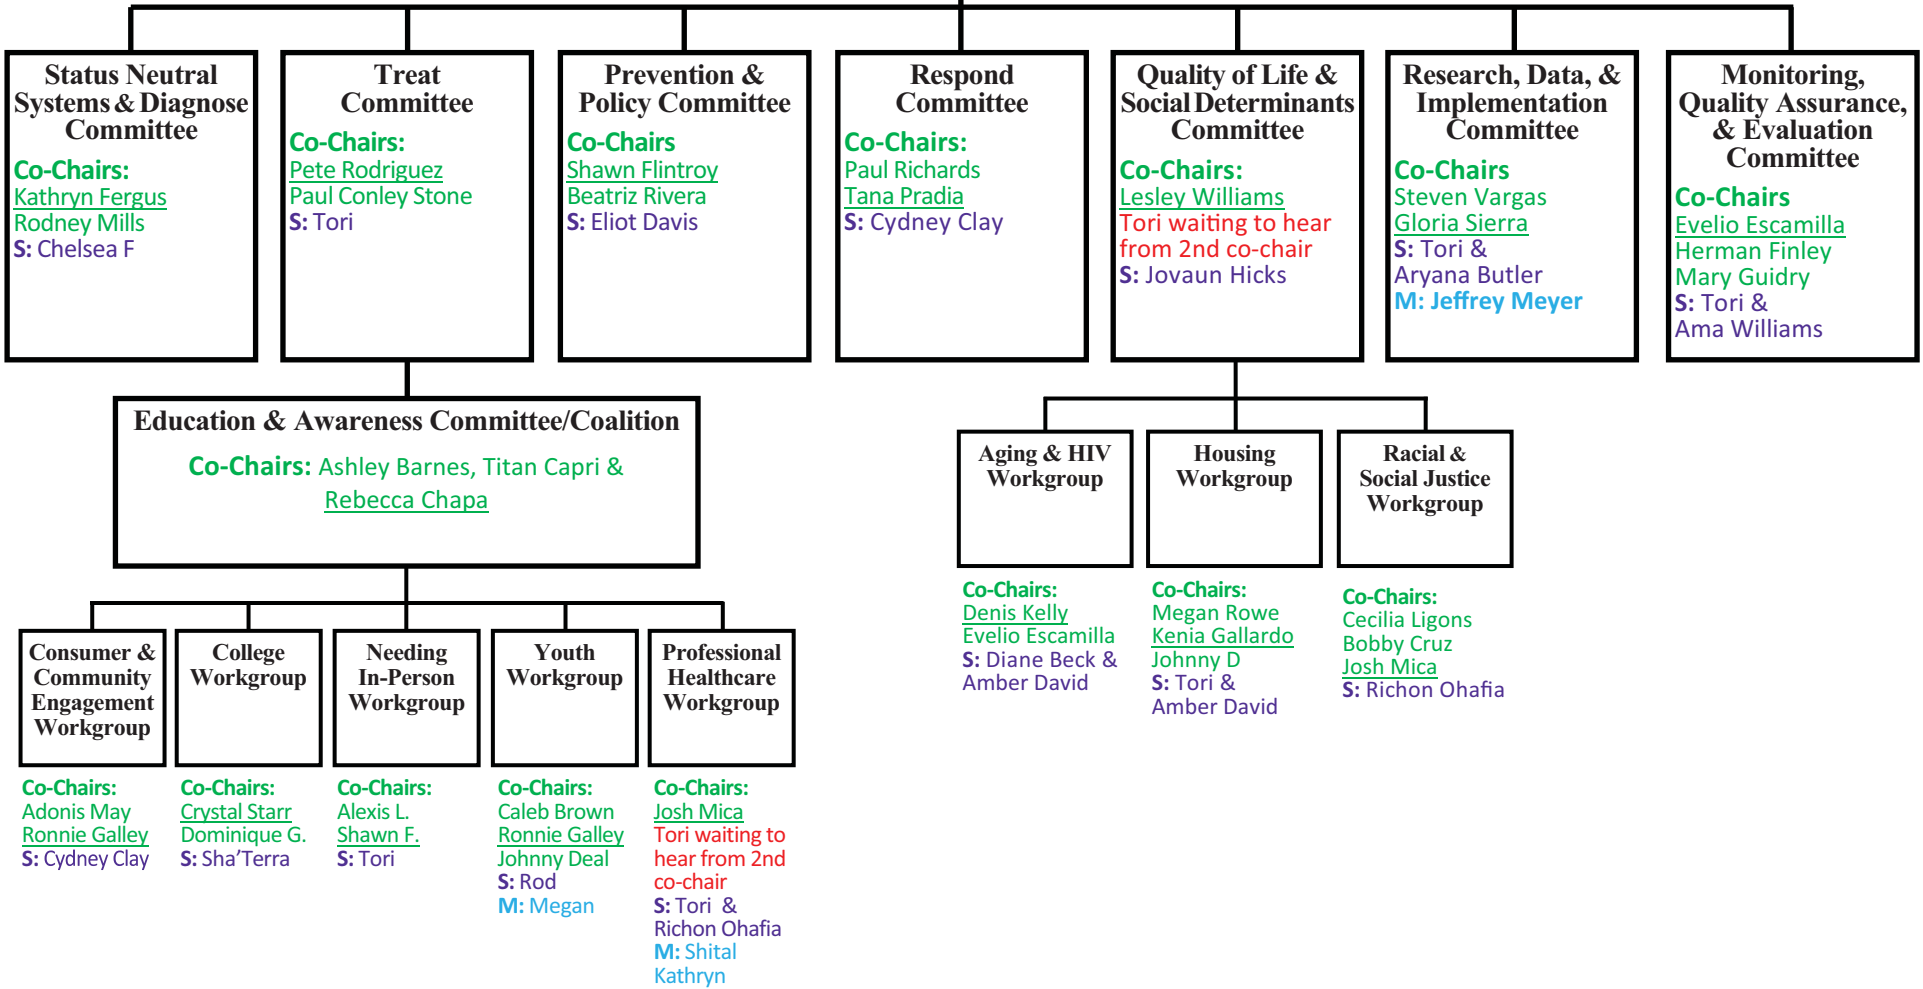 Status Neutral
Systems & Diagnose
Committee
Co-Chairs:
Kathryn Fergus
Rodney Mills
S: Chelsea F
Treat
Committee
Co-Chairs:
Pete Rodriguez
Paul Conley Stone
S: Tori
Prevention &
Policy Committee
Co-Chairs
Shawn Flintroy
Beatriz Rivera
S: Eliot Davis
Respond
Committee
Co-Chairs:
Paul Richards
Tana Pradia
S: Cydney Clay
Quality of Life &
Social Determinants
Committee
Co-Chairs:
Lesley Williams
Tori waiting to hear
from 2nd co-chair
S: Jovaun Hicks
Research, Data, &
Implementation
Committee
Co-Chairs
Steven Vargas
Gloria Sierra
S: Tori &
Aryana Butler
M: Jeffrey Meyer
Monitoring,
Quality Assurance,
& Evaluation
Committee
Co-Chairs
Evelio Escamilla
Herman Finley
Mary Guidry
S: Tori &
Ama Williams
Education & Awareness Committee/Coalition
Co-Chairs: Ashley Barnes, Titan Capri &
Rebecca Chapa
Aging & HIV
Workgroup
Co-Chairs:
Denis Kelly
Evelio Escamilla
S: Diane Beck &
Amber David
Housing
Workgroup
Co-Chairs:
Megan Rowe
Kenia Gallardo
Johnny D
S: Tori &
Amber David
Racial &
Social Justice
Workgroup
Co-Chairs:
Cecilia Ligons
Bobby Cruz
Josh Mica
S: Richon Ohafia
Consumer &
Community
Engagement
Workgroup
Co-Chairs:
Adonis May
Ronnie Galley
S: Cydney Clay
College
Workgroup
Co-Chairs:
Crystal Starr
Dominique G.
S: Sha’Terra
Needing
In-Person
Workgroup
Co-Chairs:
Alexis L.
Shawn F.
S: Tori
Youth
Workgroup
Co-Chairs:
Caleb Brown
Ronnie Galley
Johnny Deal
S: Rod
M: Megan
Professional
Healthcare
Workgroup
Co-Chairs:
Josh Mica
Tori waiting to
hear from 2nd
co-chair
S: Tori &
Richon Ohafia
M: Shital
Kathryn